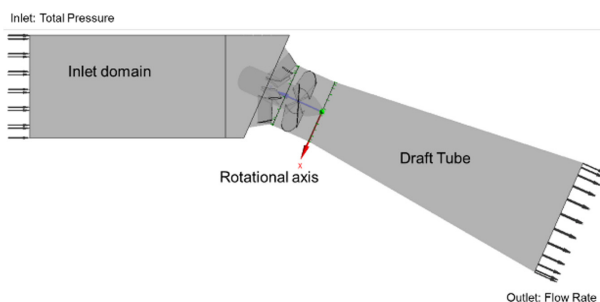 Inlet: Total Pressure
Inlet domain
x
Rotational axis
Draft Tube
Outlet: Flow Rate